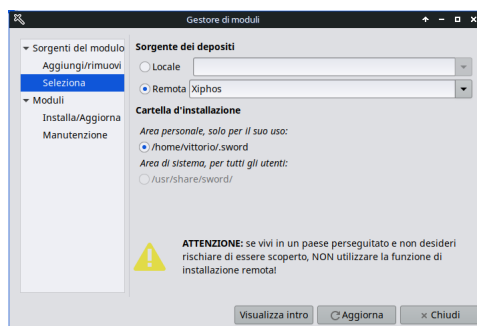 Gestore di moduli
Sorgenti del modulo
Aggiungi/rimuovi
Seleziona
Moduli
Installa/Aggiorna
Manutenzione
Sorgente dei depositi
Locale
Remota Xiphos
Cartella d'installazione
Area personale, solo per il suo uso:
/home/vittorio/.sword
Area di sistema, per tutti gli utenti:
/usr/share/sword/
ATTENZIONE: se vivi in un paese perseguitato e non desideri
rischiare di essere scoperto, NON utilizzare la funzione di
installazione remota!
Visualizza intro
Aggiorna
Chiudi